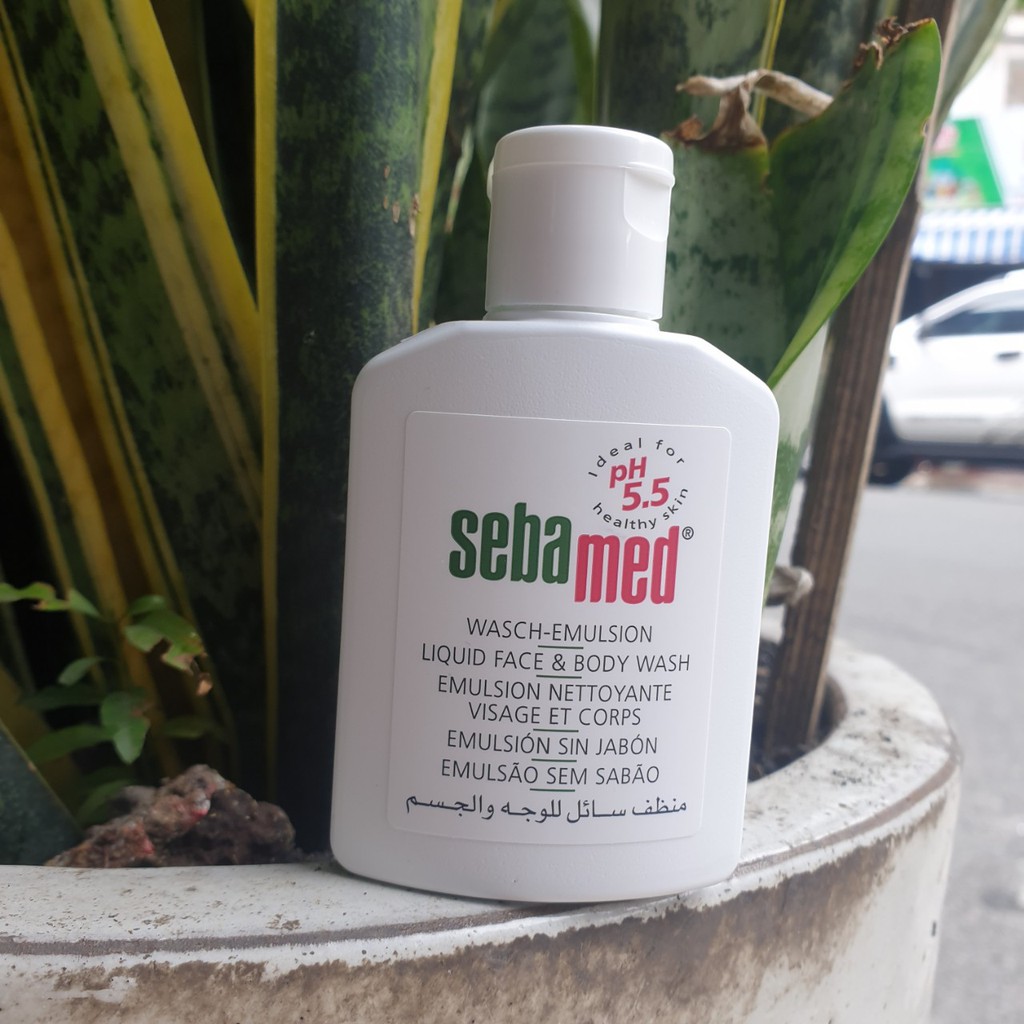 Ideal for
pH
5.5
healthy skin
sebamed®
WASCH-EMULSION
LIQUID FACE & BODY WASH
EMULSION NETTOYANTE
VISAGE ET CORPS
EMULSIÓN SIN JABÓN
EMULSÃO SEM SABÃO
منظف سائل للوجه والجسم